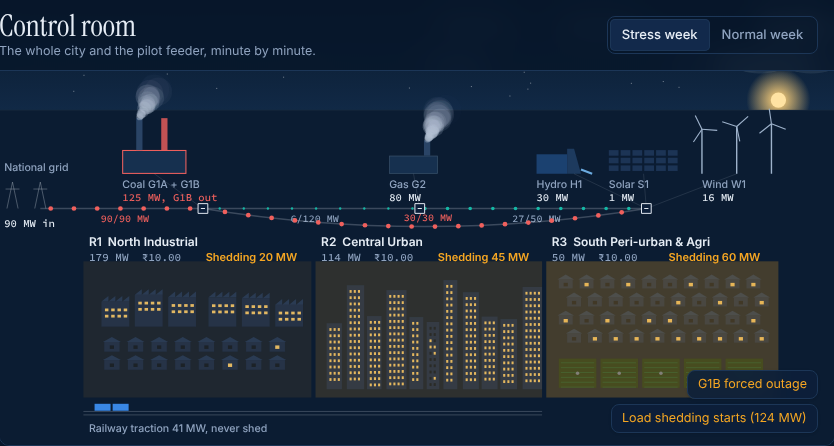 Control room
The whole city and the pilot feeder, minute by minute.
Stress week
Normal week
National grid
90 MW in
Coal G1A + G1B
125 MW, G1B out
Gas G2
80 MW
Hydro H1
30 MW
Solar S1
1 MW
Wind W1
16 MW
90/90 MW
6/120 MW
30/30 MW
27/50 MW
R1 North Industrial
179 MW ₹10.00 Shedding 20 MW
R2 Central Urban
114 MW ₹10.00 Shedding 45 MW
R3 South Peri-urban & Agri
50 MW ₹10.00 Shedding 60 MW
G1B forced outage
Load shedding starts (124 MW)
Railway traction 41 MW, never shed